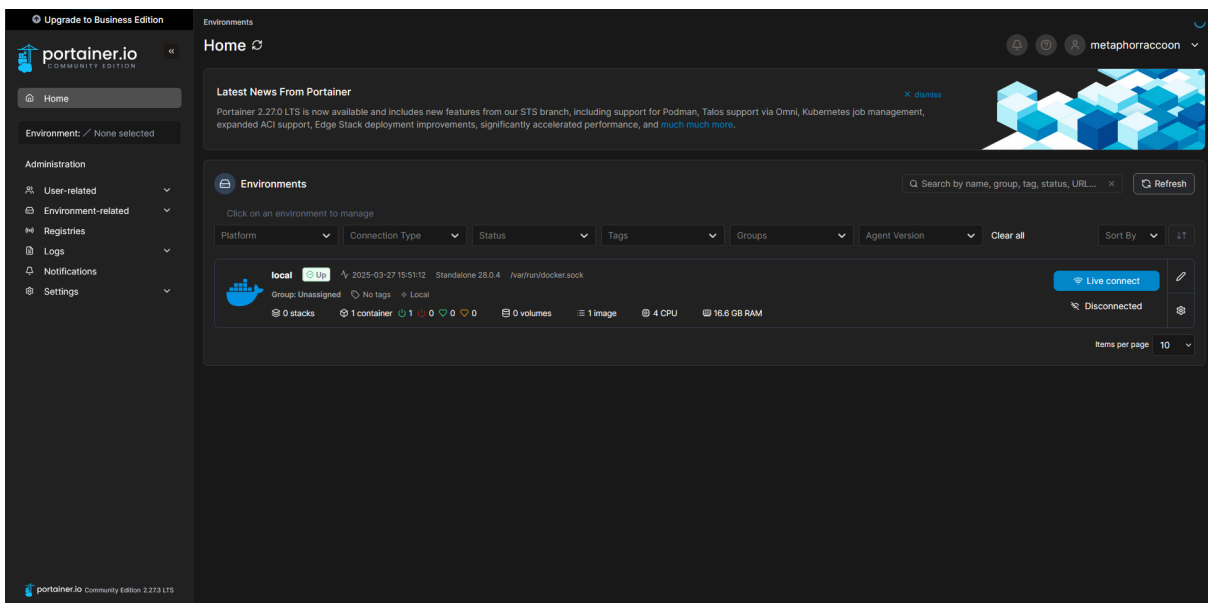 Upgrade to Business Edition
portainer.io
COMMUNITY EDITION
Home
Environment: None selected
Administration
User-related
Environment-related
Registries
Logs
Notifications
Settings
portainer.io Community Edition 2.27.3 LTS
Environments
Home
metaphorraccoon
Latest News From Portainer
dismiss
Portainer 2.27.0 LTS is now available and includes new features from our STS branch, including support for Podman, Talos support via Omni, Kubernetes job management,
expanded ACI support, Edge Stack deployment improvements, significantly accelerated performance, and much much more.
Environments
Search by name, group, tag, status, URL...
Refresh
Click on an environment to manage
Platform Connection Type Status Tags Groups Agent Version Clear all Sort By
local Up 2025-03-27 15:51:12 Standalone 28.0.4 /var/run/docker.sock
Group: Unassigned No tags Local
0 stacks 1 container 1 0 0 0 0 volumes 1 image 4 CPU 16.6 GB RAM
Live connect
Disconnected
Items per page 10